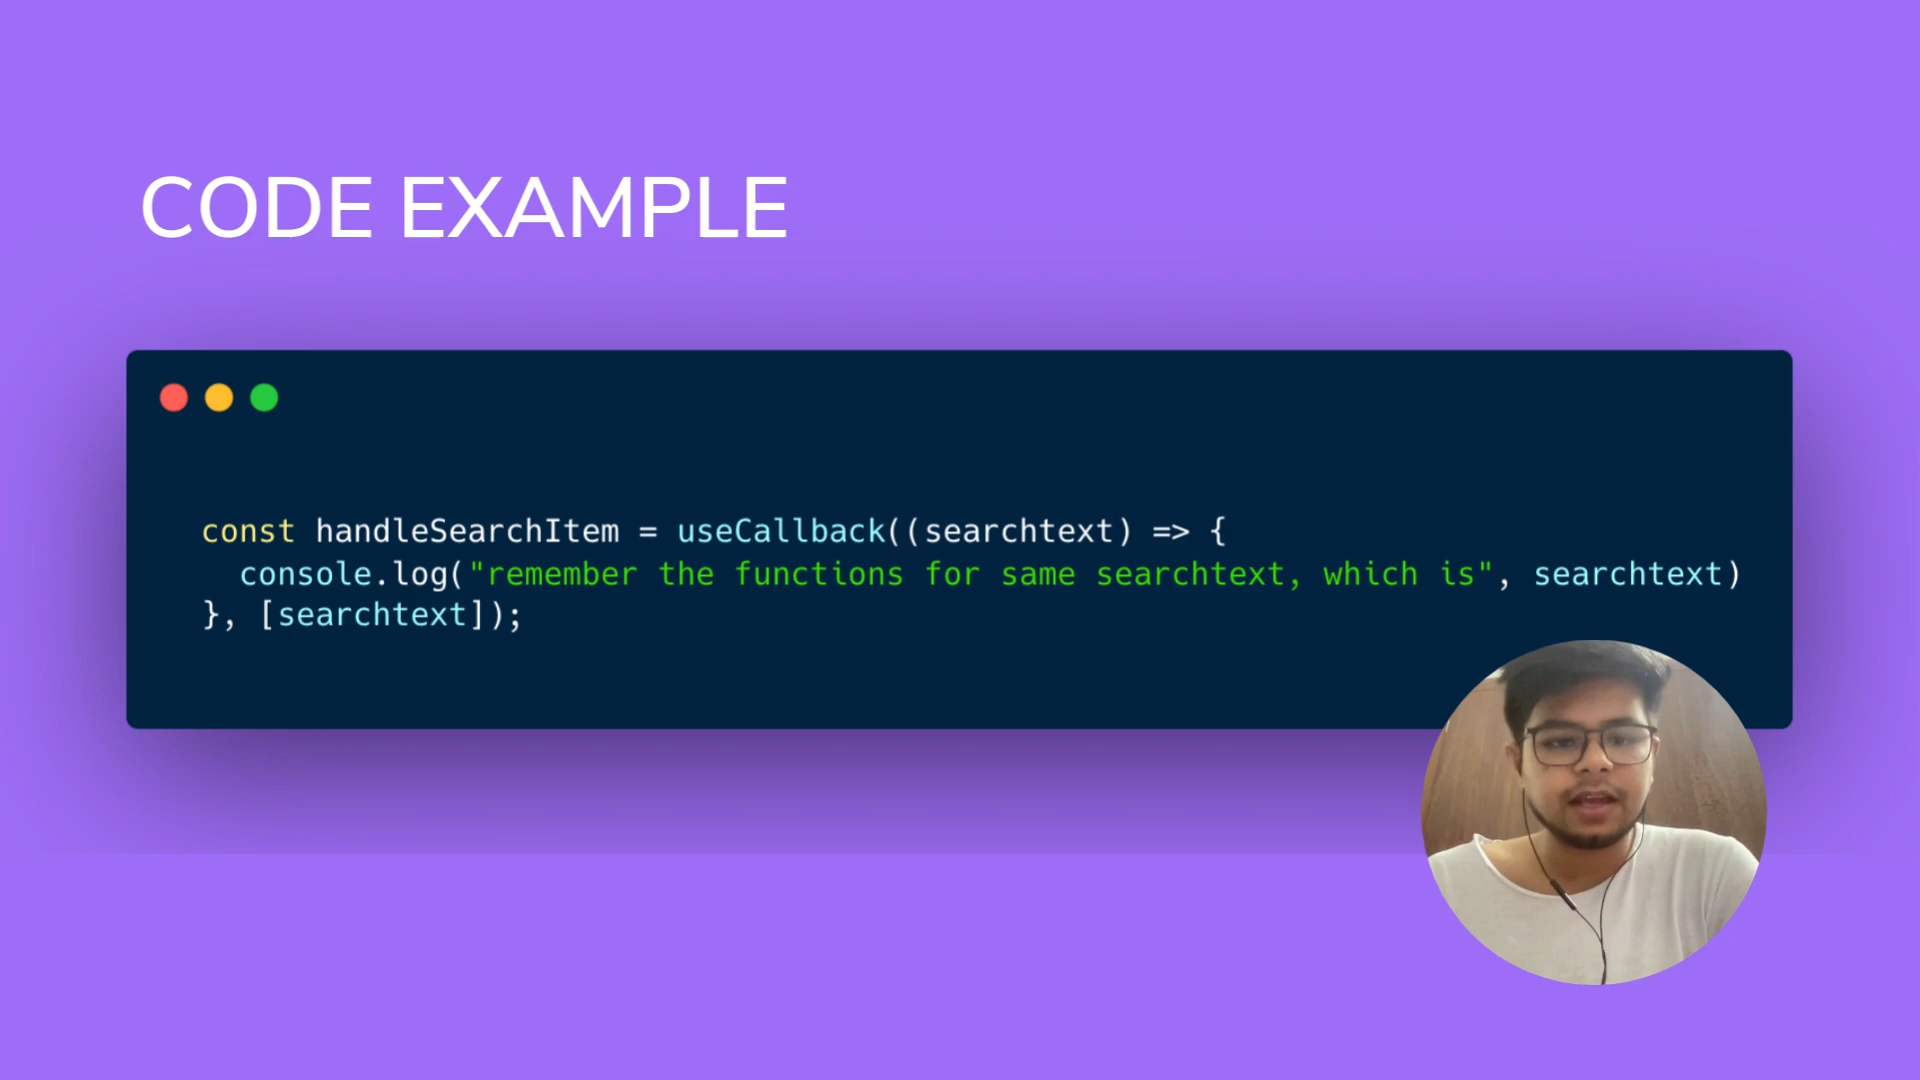 CODE EXAMPLE
const handleSearchItem = useCallback((searchtext) => {
  console.log("remember the functions for same searchtext, which is", searchtext)
}, [searchtext]);